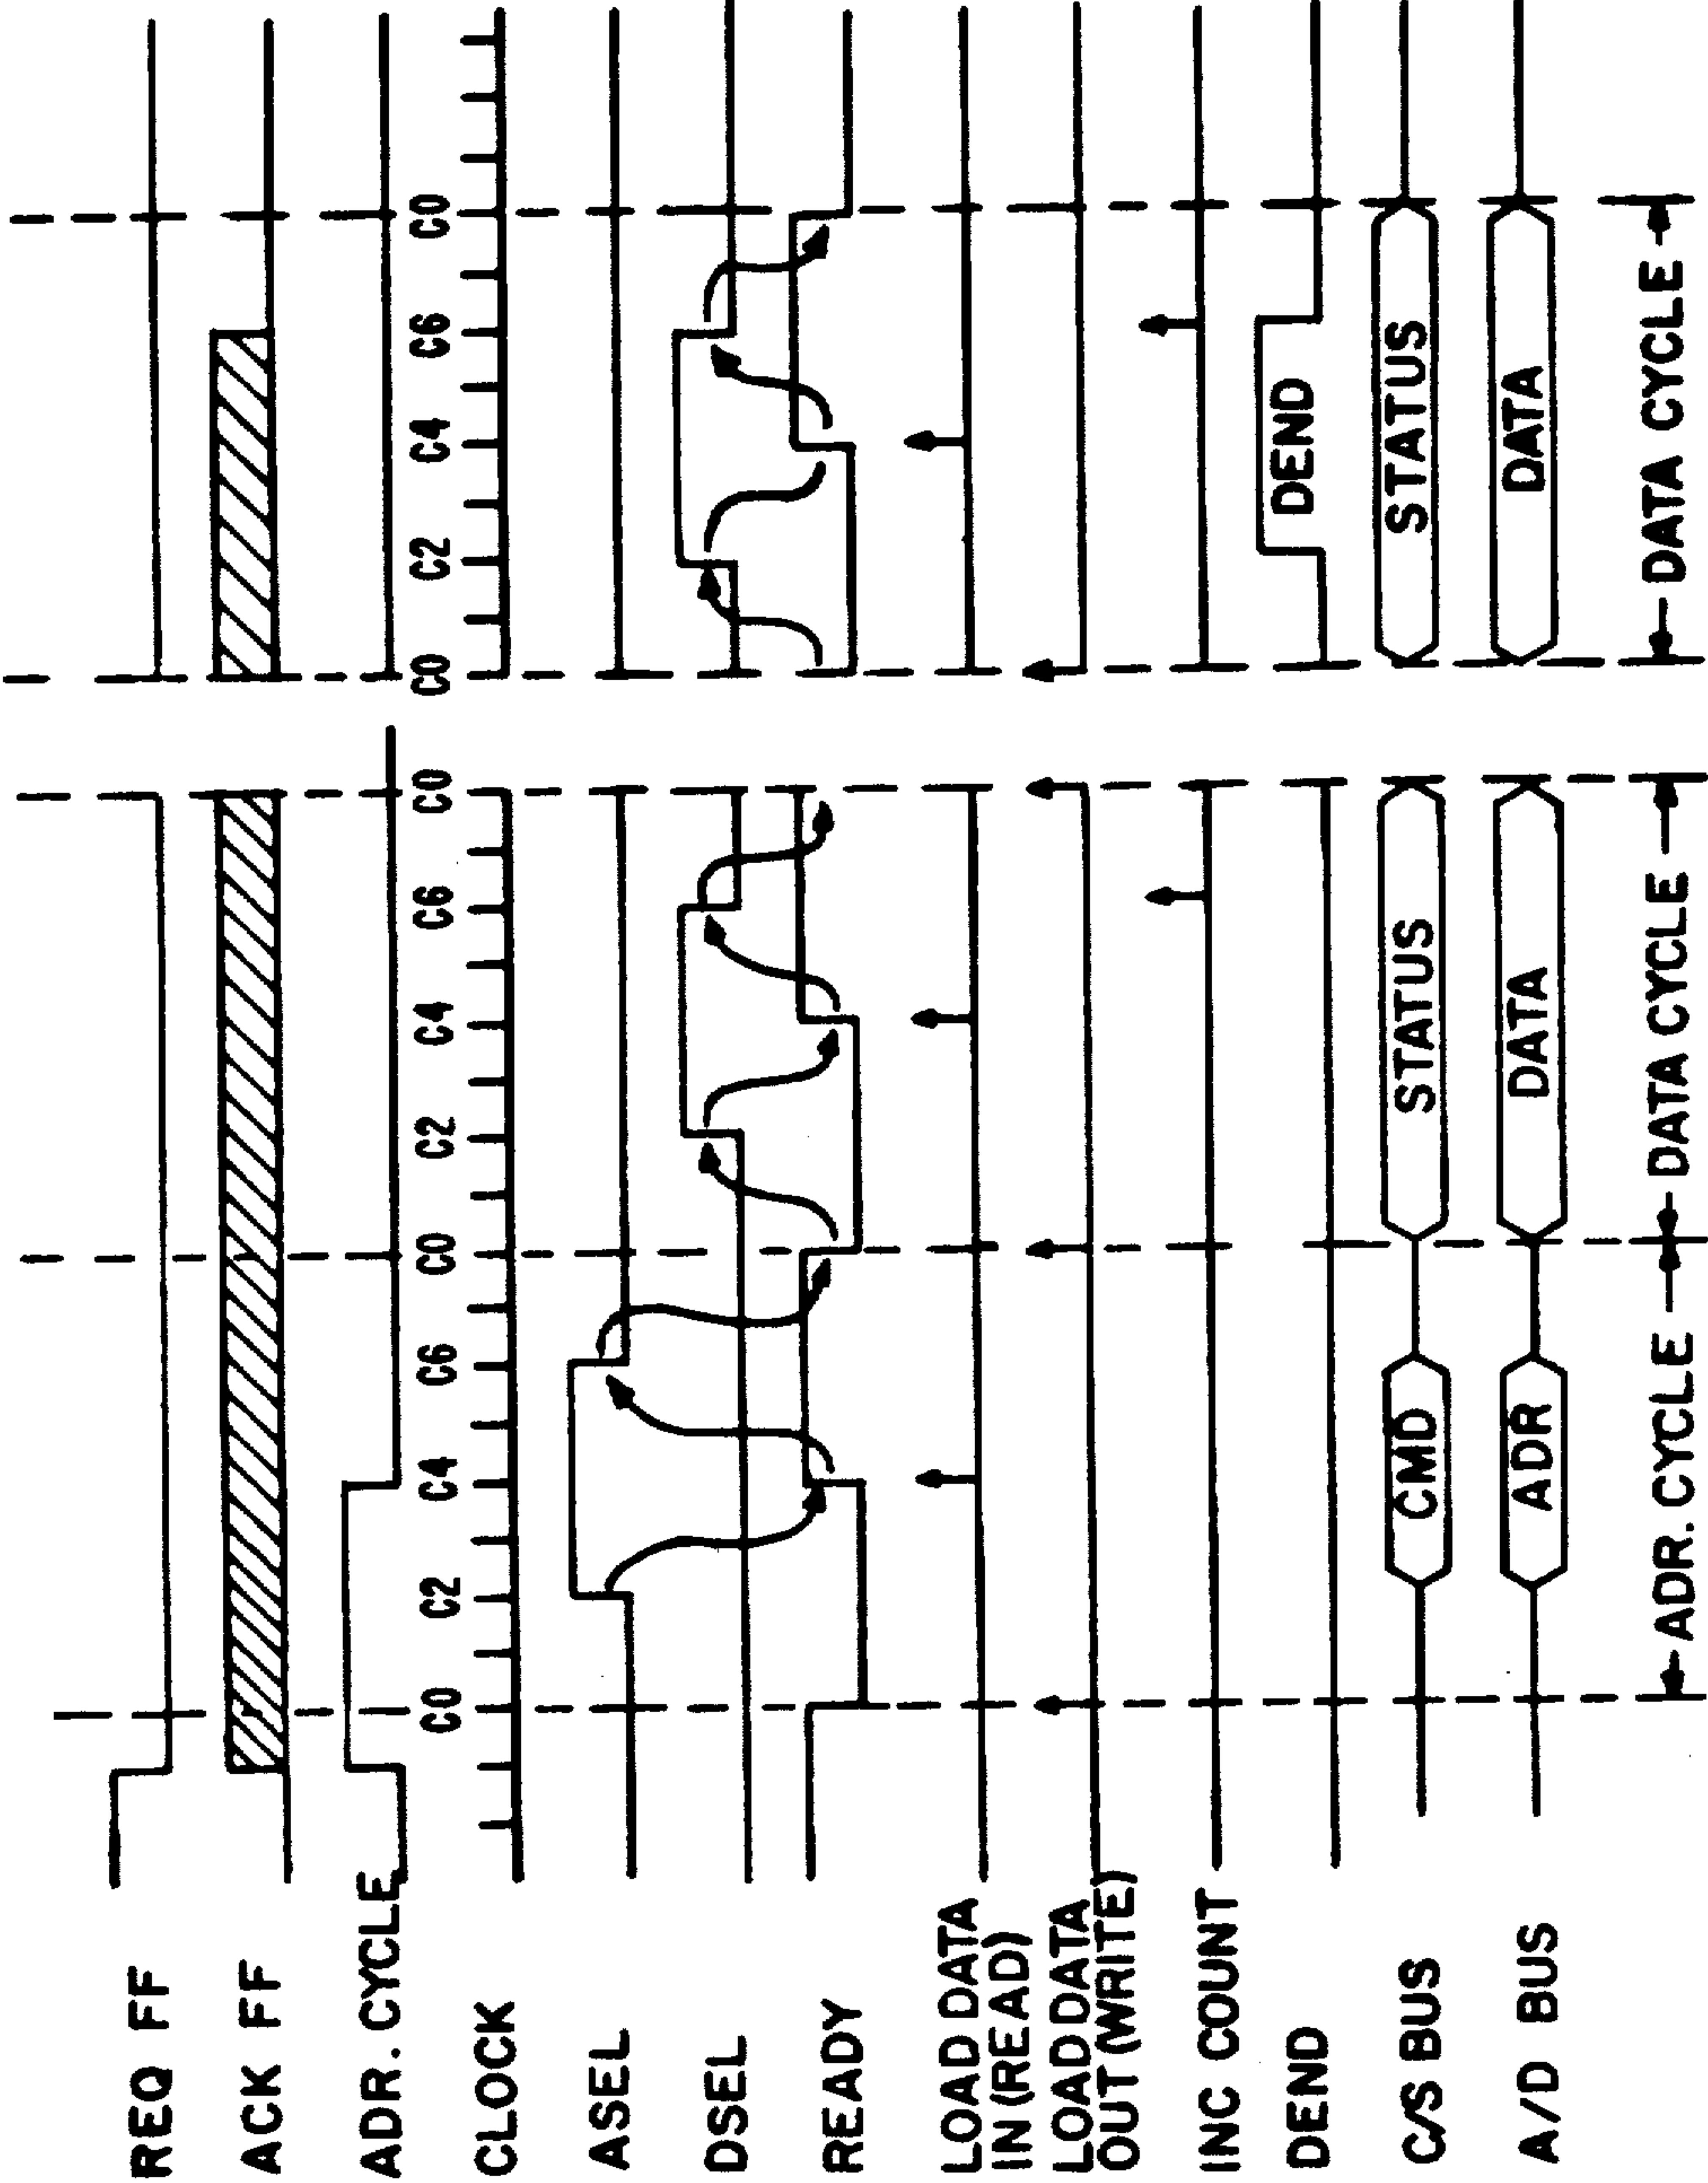 REQ FF
ACK FF
ADR. CYCLE
CLOCK
C0 C2 C4 C6 C0 C2 C4 C6 C0 C0 C2 C4 C6 C0
ASEL
DSEL
READY
LOAD DATA
IN (READ)
LOAD DATA
OUT (WRITE)
INC COUNT
DEND DEND
C/S BUS CMD STATUS STATUS
A/D BUS ADR DATA DATA
ADR. CYCLE DATA CYCLE DATA CYCLE